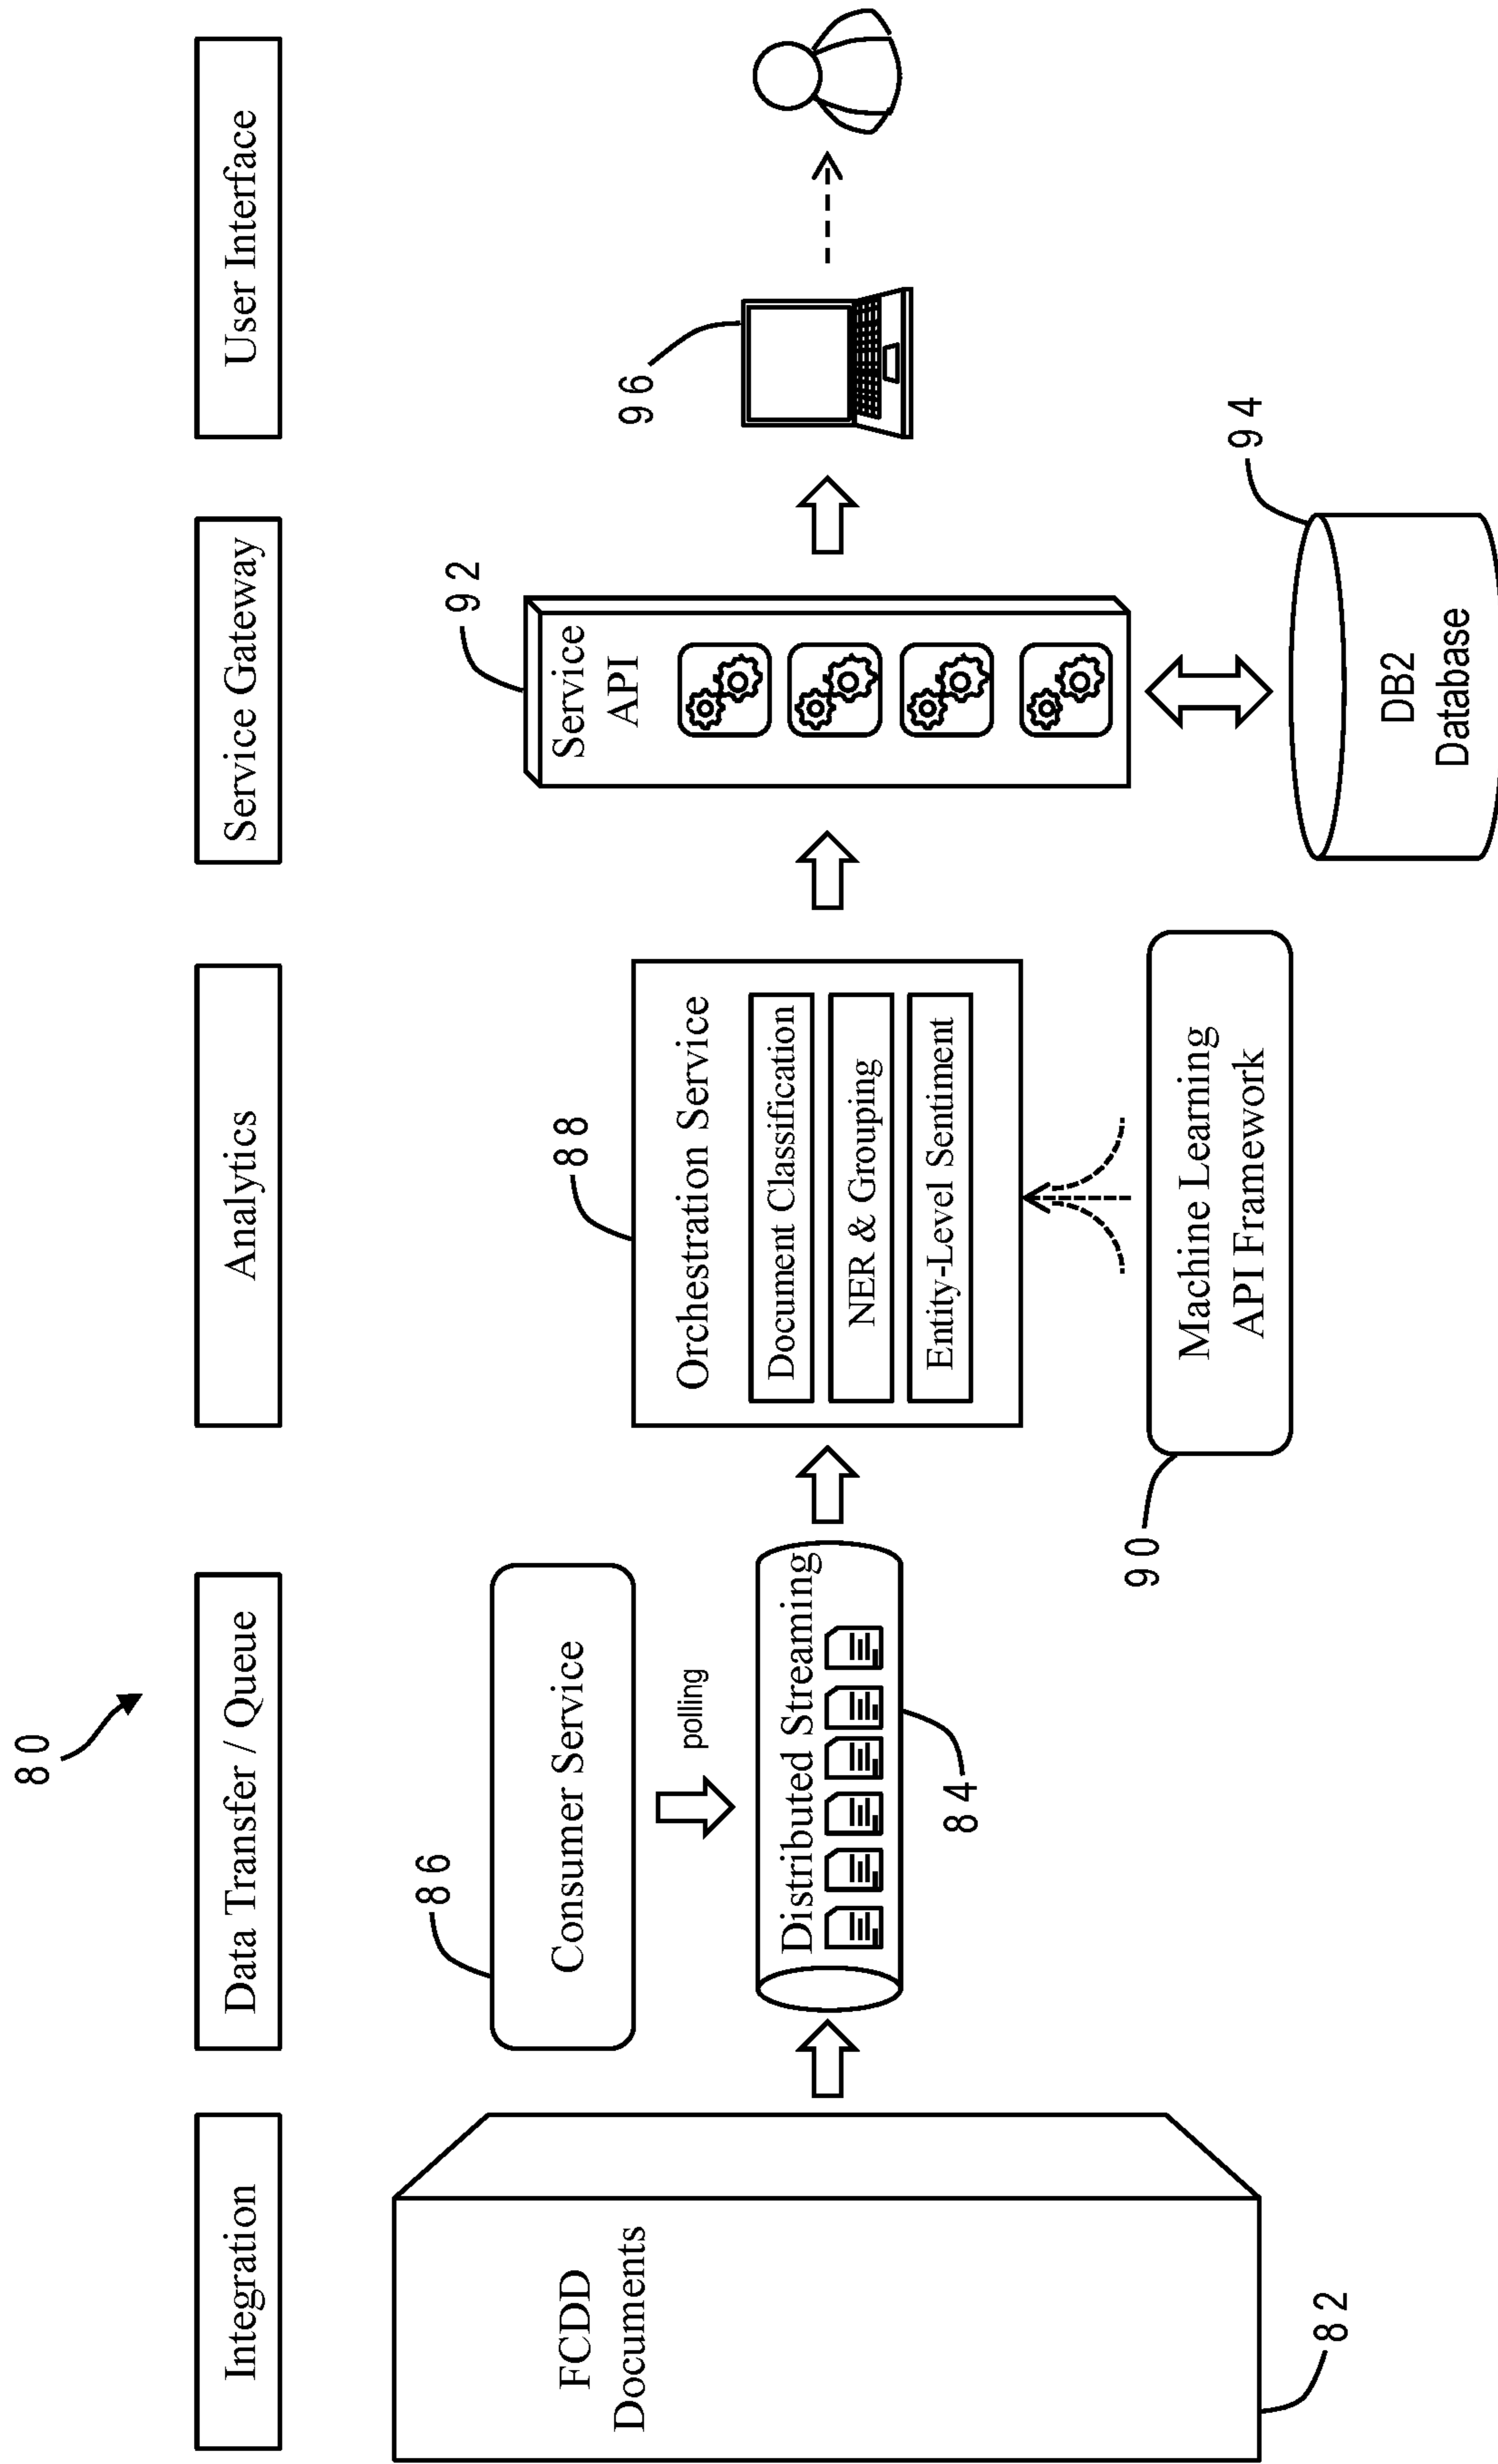 80
Integration
Data Transfer / Queue
Analytics
Service Gateway
User Interface
FCDD
Documents
82
86
Consumer Service
polling
Distributed Streaming
84
88
Orchestration Service
Document Classification
NER & Grouping
Entity-Level Sentiment
Machine Learning
API Framework
90
92
Service
API
94
DB2
Database
96